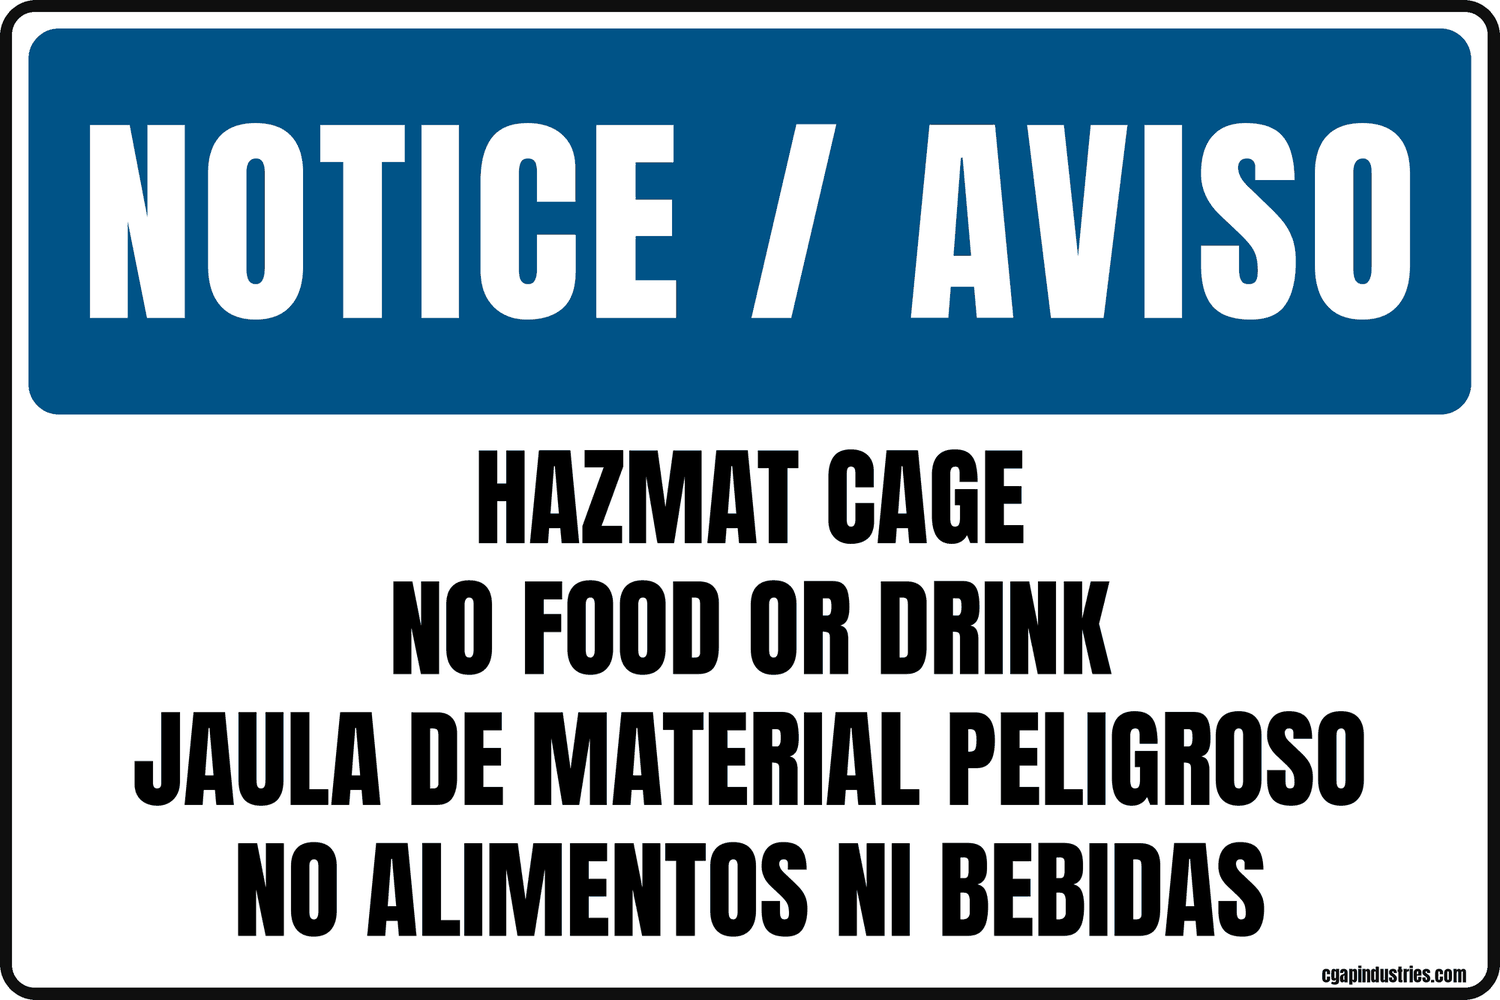 NOTICE / AVISO
HAZMAT CAGE
NO FOOD OR DRINK
JAULA DE MATERIAL PELIGROSO
NO ALIMENTOS NI BEBIDAS
cgapindustries.com